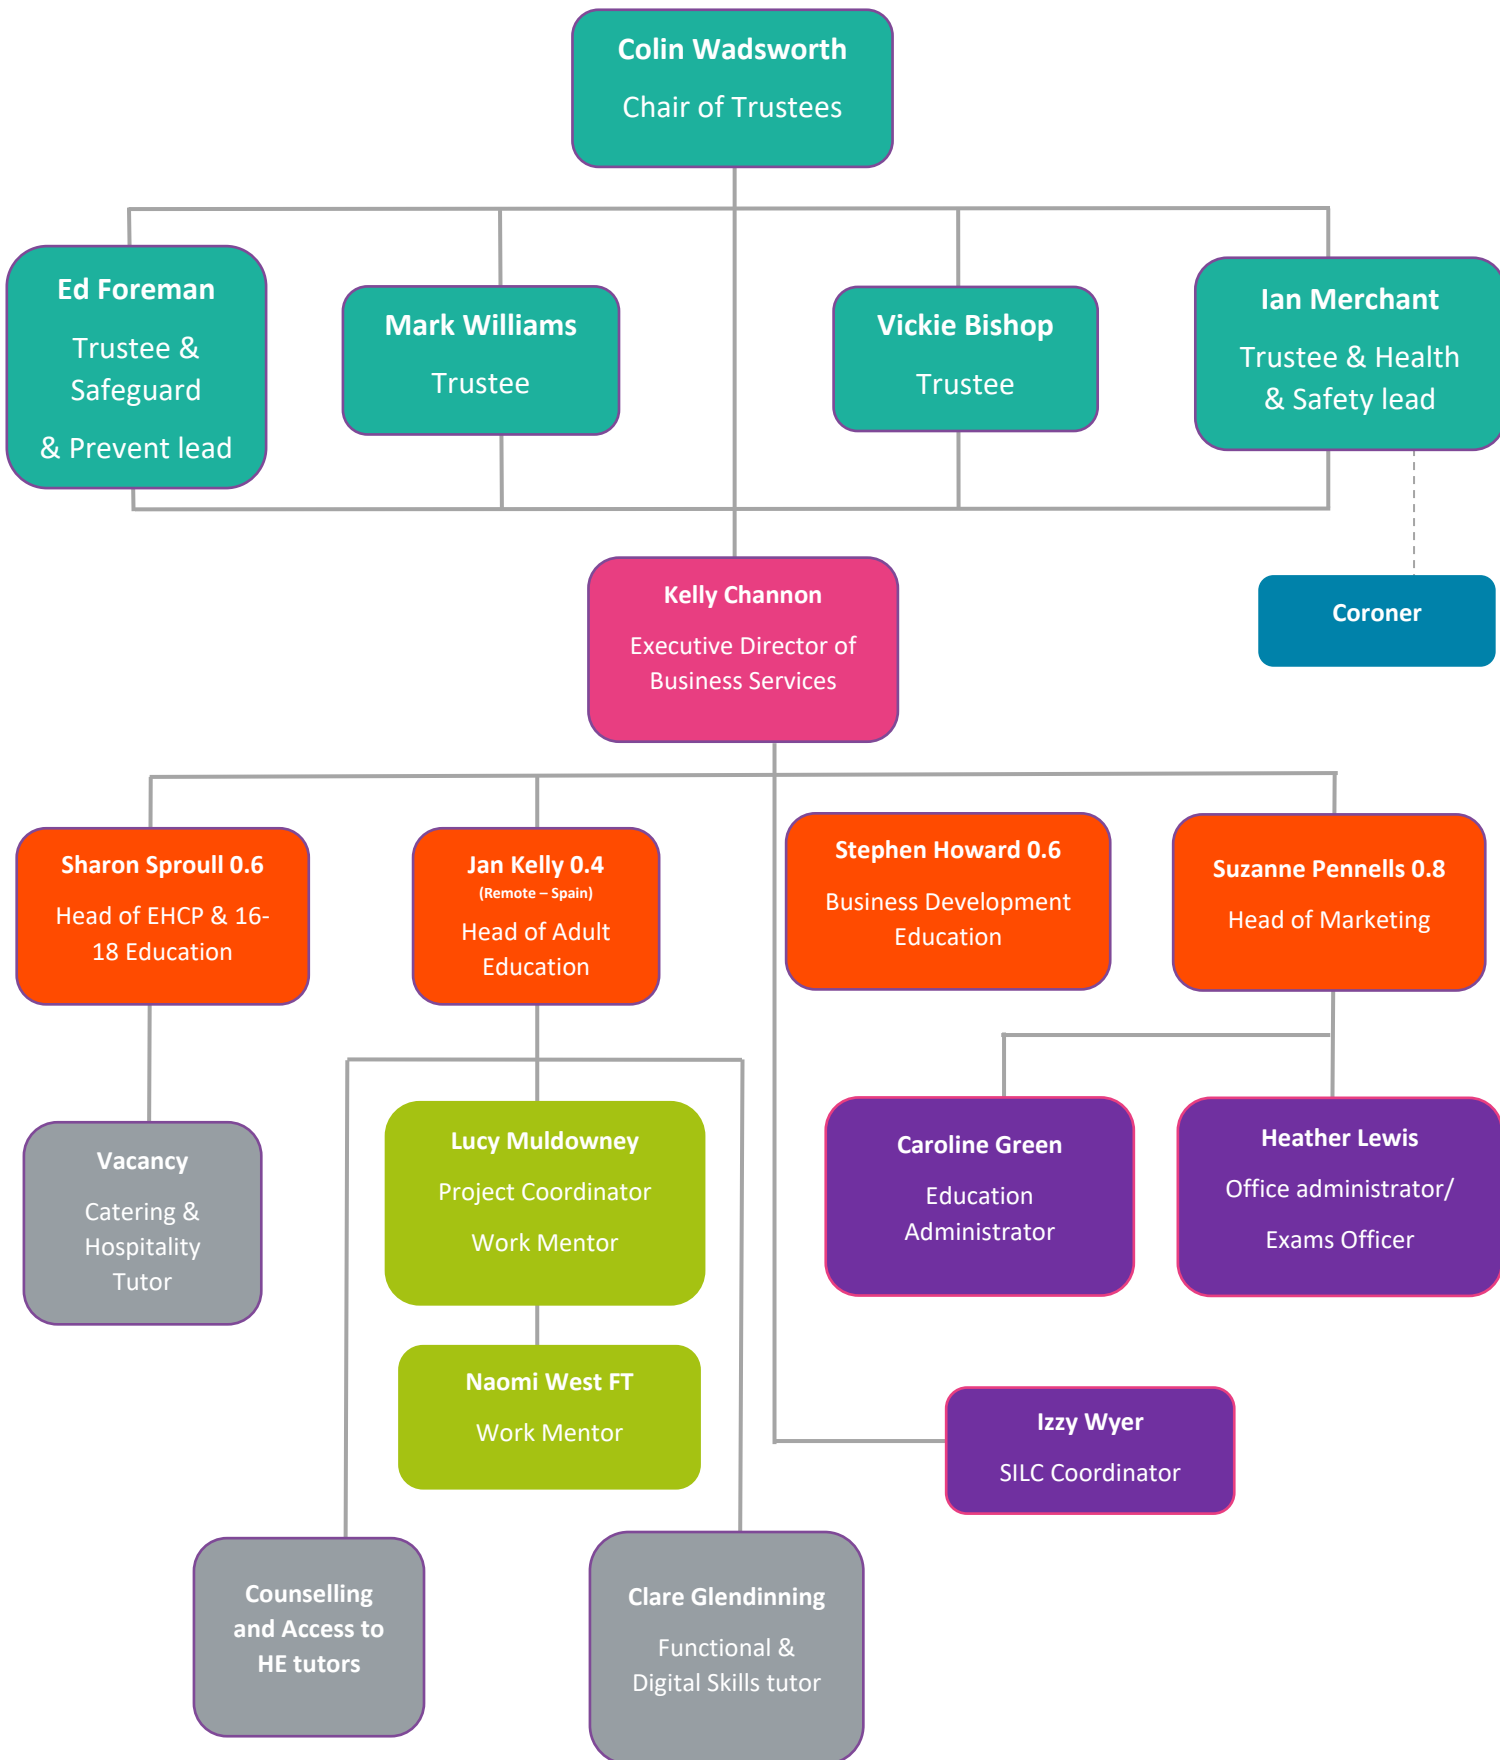 Colin Wadsworth
Chair of Trustees
Ed Foreman
Trustee &
Safeguard
& Prevent lead
Mark Williams
Trustee
Vickie Bishop
Trustee
Ian Merchant
Trustee & Health
& Safety lead
Kelly Channon
Executive Director of
Business Services
Coroner
Sharon Sproull 0.6
Head of EHCP & 16-
18 Education
Jan Kelly 0.4
(Remote – Spain)
Head of Adult
Education
Stephen Howard 0.6
Business Development
Education
Suzanne Pennells 0.8
Head of Marketing
Vacancy
Catering &
Hospitality
Tutor
Lucy Muldowney
Project Coordinator
Work Mentor
Caroline Green
Education
Administrator
Heather Lewis
Office administrator/
Exams Officer
Naomi West FT
Work Mentor
Izzy Wyer
SILC Coordinator
Counselling
and Access to
HE tutors
Clare Glendinning
Functional &
Digital Skills tutor